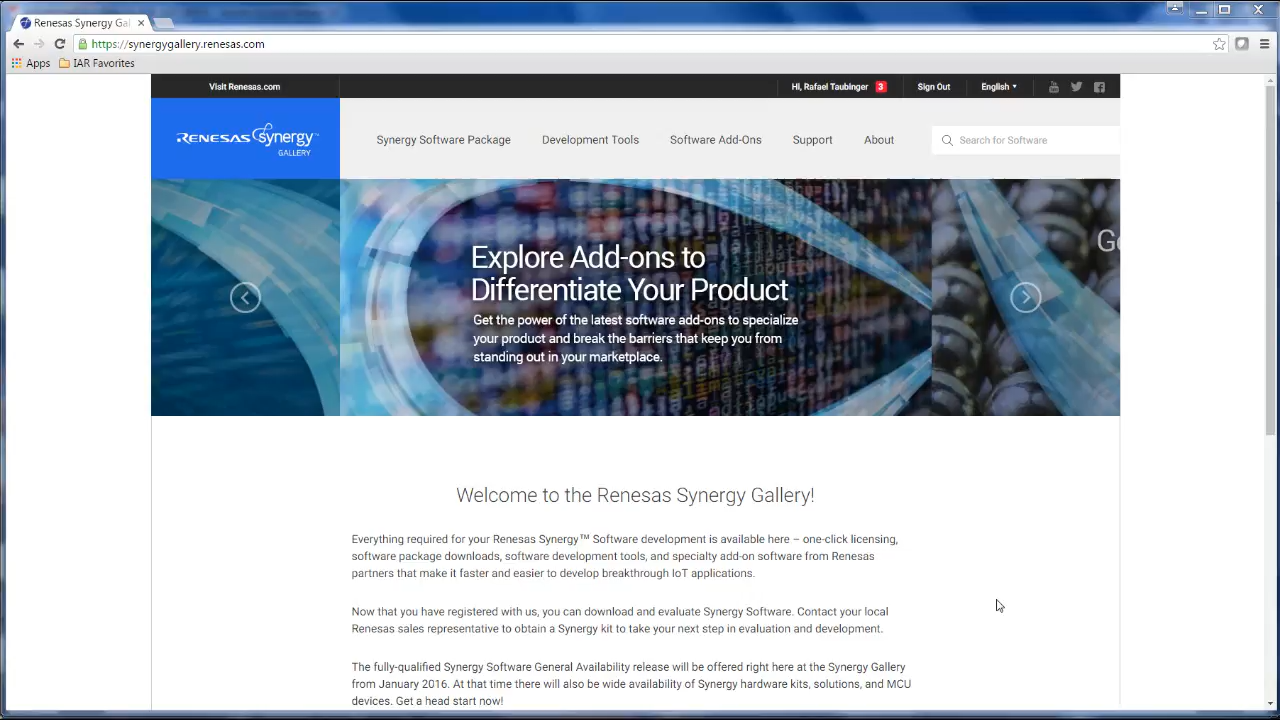 Renesas Synergy Gal
https://synergygallery.renesas.com
Apps IAR Favorites
Visit Renesas.com Hi, Rafael Taubinger 3 Sign Out English
RENESAS synergy™
GALLERY
Synergy Software Package Development Tools Software Add-Ons Support About Search for Software
Explore Add-ons to
Differentiate Your Product
Get the power of the latest software add-ons to specialize
your product and break the barriers that keep you from
standing out in your marketplace.
Welcome to the Renesas Synergy Gallery!
Everything required for your Renesas Synergy™ Software development is available here – one-click licensing,
software package downloads, software development tools, and specialty add-on software from Renesas
partners that make it faster and easier to develop breakthrough IoT applications.
Now that you have registered with us, you can download and evaluate Synergy Software. Contact your local
Renesas sales representative to obtain a Synergy kit to take your next step in evaluation and development.
The fully-qualified Synergy Software General Availability release will be offered right here at the Synergy Gallery
from January 2016. At that time there will also be wide availability of Synergy hardware kits, solutions, and MCU
devices. Get a head start now!